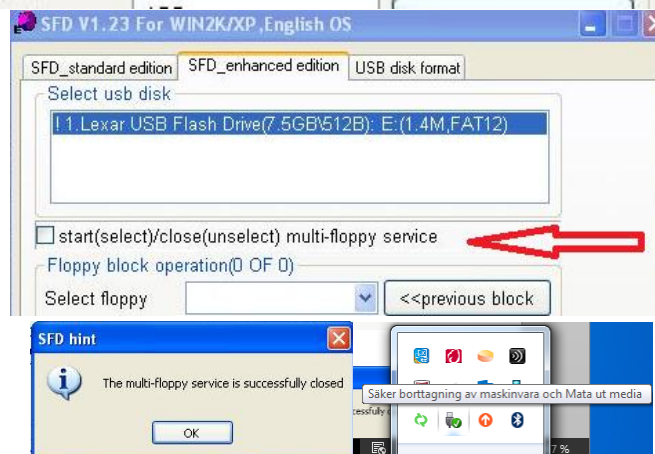 SFD V1.23 For WIN2K/XP,English OS
SFD_standard edition SFD_enhanced edition USB disk format
Select usb disk
! 1.Lexar USB Flash Drive(7.5GB\512B): E:(1.4M,FAT12)
start(select)/close(unselect) multi-floppy service
Floppy block operation(0 OF 0)
Select floppy <<previous block
SFD hint
The multi-floppy service is successfully closed
OK
Säker borttagning av maskinvara och Mata ut media
7 %